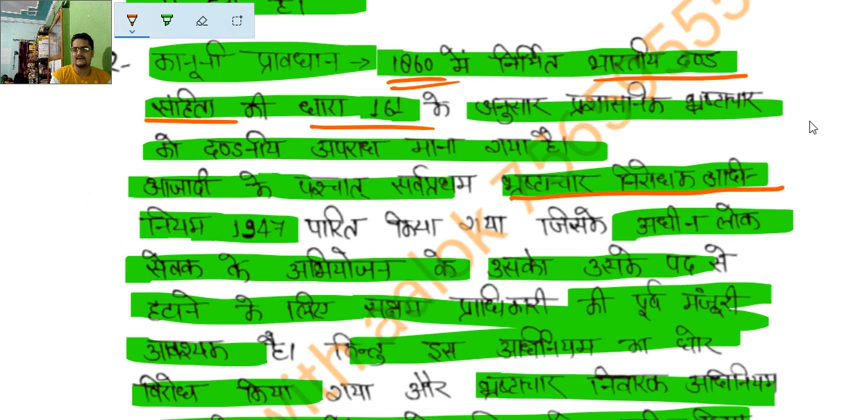 है।
2- कानूनी प्रावधान → 1860 में निर्मित भारतीय दण्ड
संहिता की धारा 161 के अनुसार प्रशासनिक भ्रष्टाचार
को दण्डनीय अपराध माना गया है।
आजादी के पश्चात सर्वप्रथम भ्रष्टाचार विरोधक अधि-
नियम 1947 पारित किया गया जिसके अधीन लोक
सेवक के अभियोजन के उसको उसके पद से
हटाने के लिए सक्षम प्राधिकारी की पूर्व मंजूरी
आवश्यक है। किन्तु इस अधिनियम का घोर
विरोध किया गया और भ्रष्टाचार निवारक अधिनियम